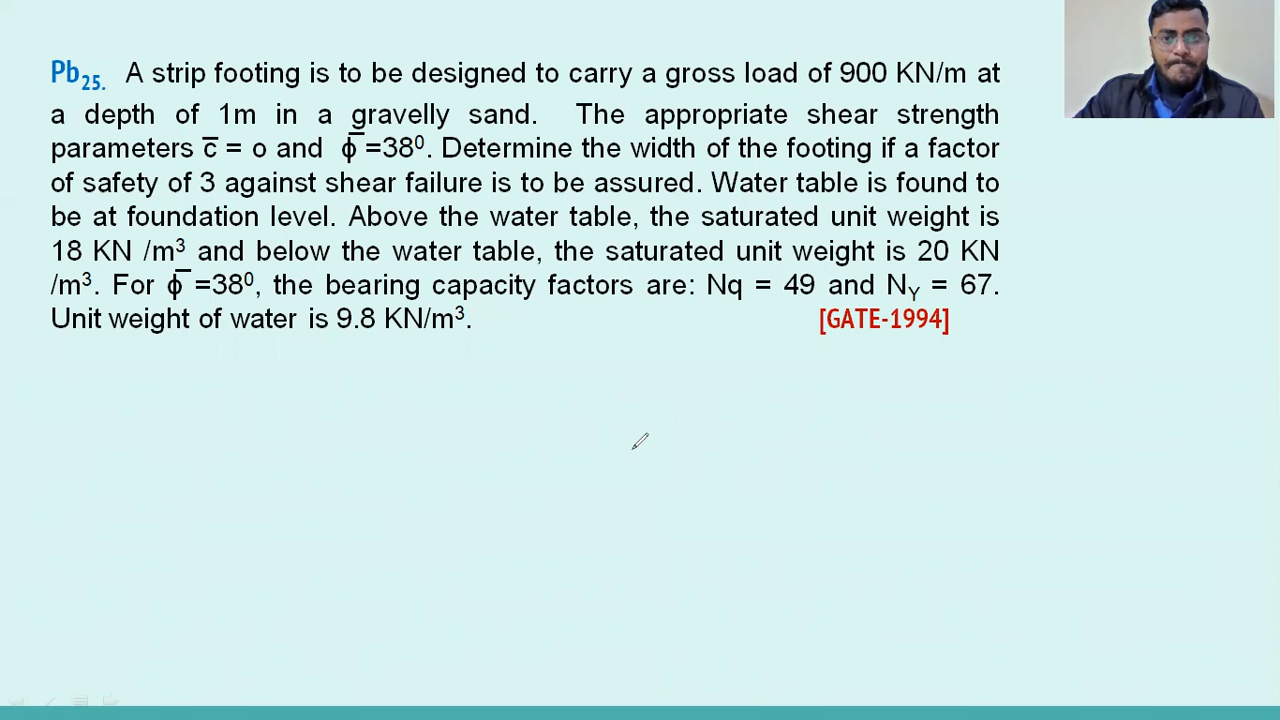 Pb25. A strip footing is to be designed to carry a gross load of 900 KN/m at
a depth of 1m in a gravelly sand. The appropriate shear strength
parameters c̅ = o and ϕ̅ =38⁰. Determine the width of the footing if a factor
of safety of 3 against shear failure is to be assured. Water table is found to
be at foundation level. Above the water table, the saturated unit weight is
18 KN /m³ and below the water table, the saturated unit weight is 20 KN
/m³. For ϕ̅ =38⁰, the bearing capacity factors are: Nq = 49 and Nγ = 67.
Unit weight of water is 9.8 KN/m³. [GATE-1994]